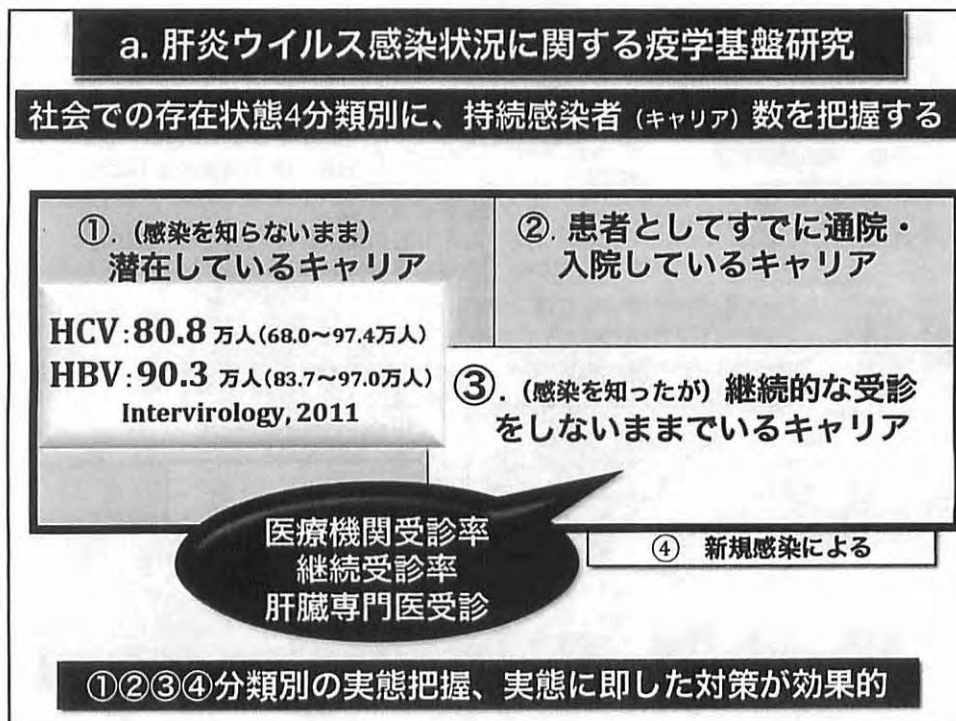 a. 肝炎ウイルス感染状況に関する疫学基盤研究
社会での存在状態4分類別に、持続感染者（キャリア）数を把握する
①．（感染を知らないまま）
潜在しているキャリア
HCV:80.8 万人(68.0〜97.4万人)
HBV:90.3 万人(83.7〜97.0万人)
Intervirology, 2011
②．患者としてすでに通院・
入院しているキャリア
③．（感染を知ったが）継続的な受診
をしないままでいるキャリア
医療機関受診率
継続受診率
肝臓専門医受診
④ 新規感染による
①②③④分類別の実態把握、実態に即した対策が効果的